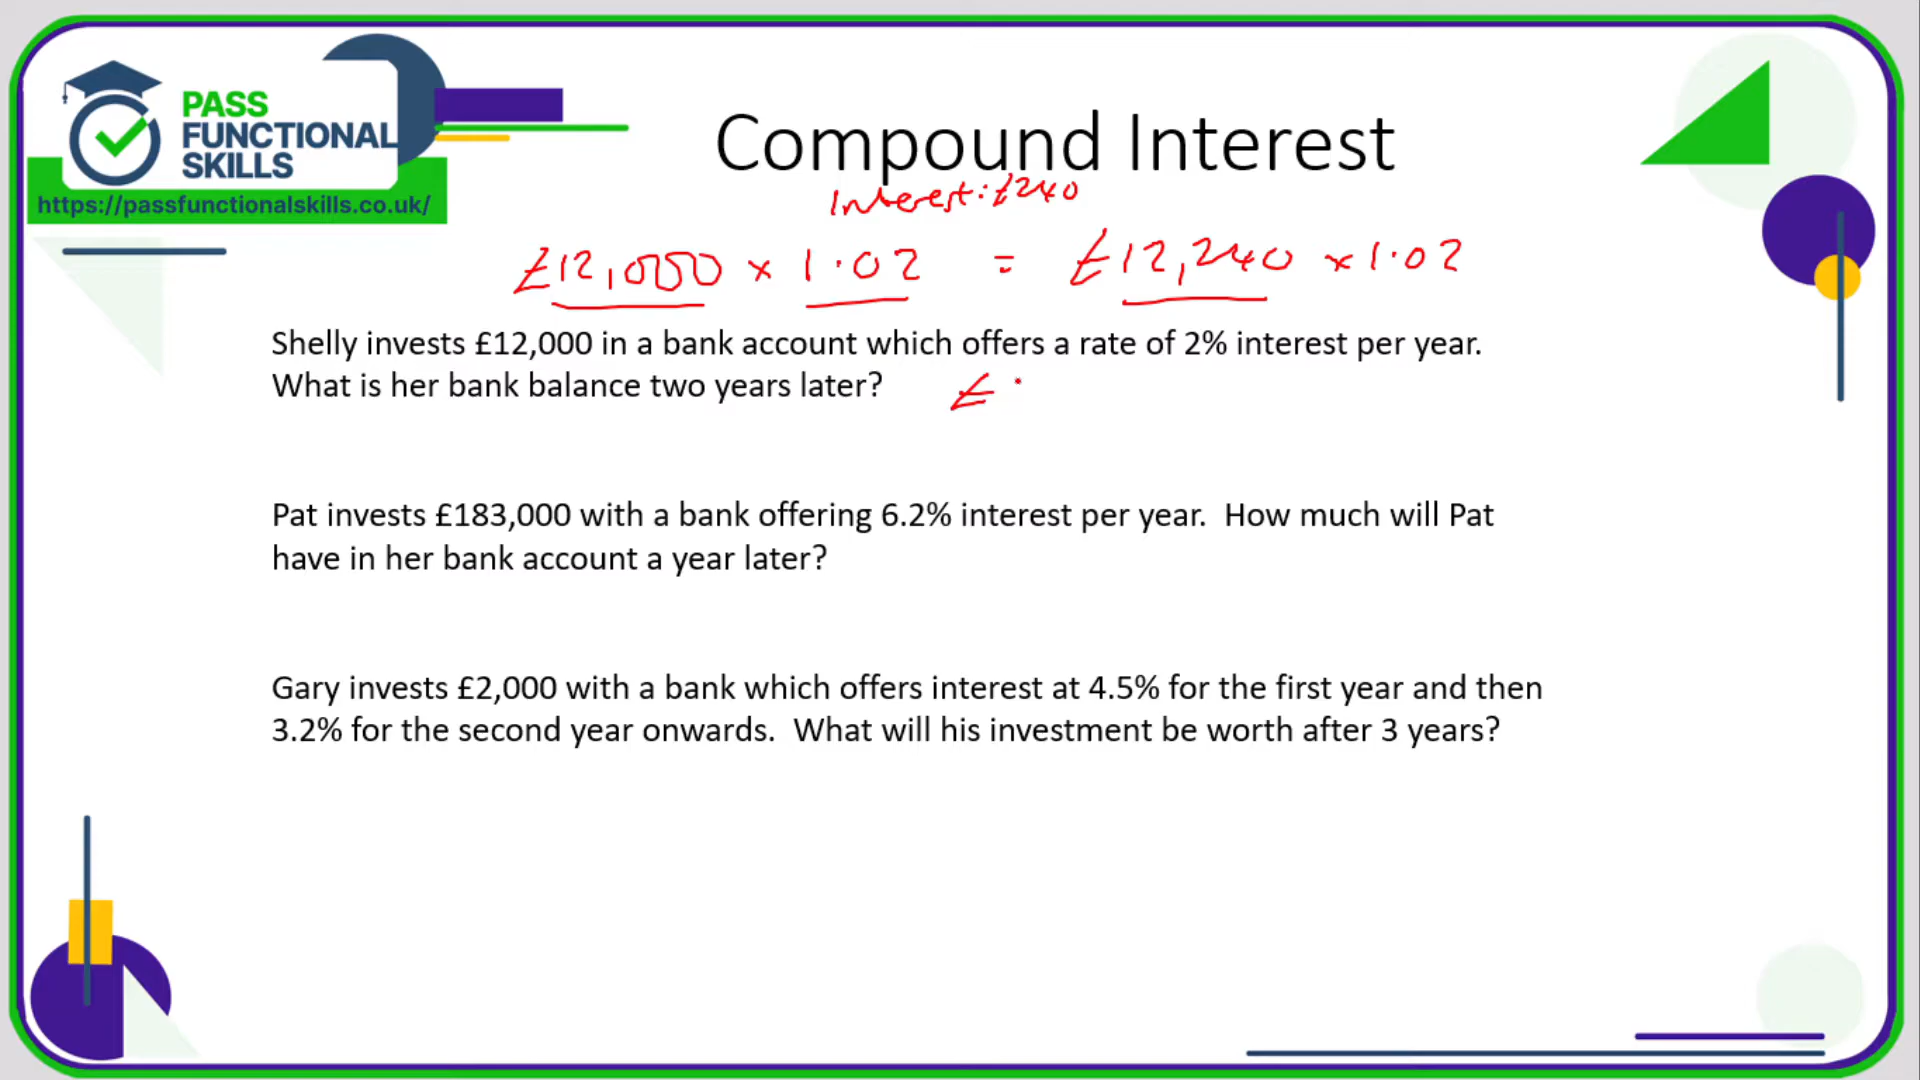 PASS
FUNCTIONAL
SKILLS
https://passfunctionalskills.co.uk/
Compound Interest
Interest: £240
£12,000 × 1.02 = £12,240 × 1.02
Shelly invests £12,000 in a bank account which offers a rate of 2% interest per year.
What is her bank balance two years later? £
Pat invests £183,000 with a bank offering 6.2% interest per year. How much will Pat
have in her bank account a year later?
Gary invests £2,000 with a bank which offers interest at 4.5% for the first year and then
3.2% for the second year onwards. What will his investment be worth after 3 years?